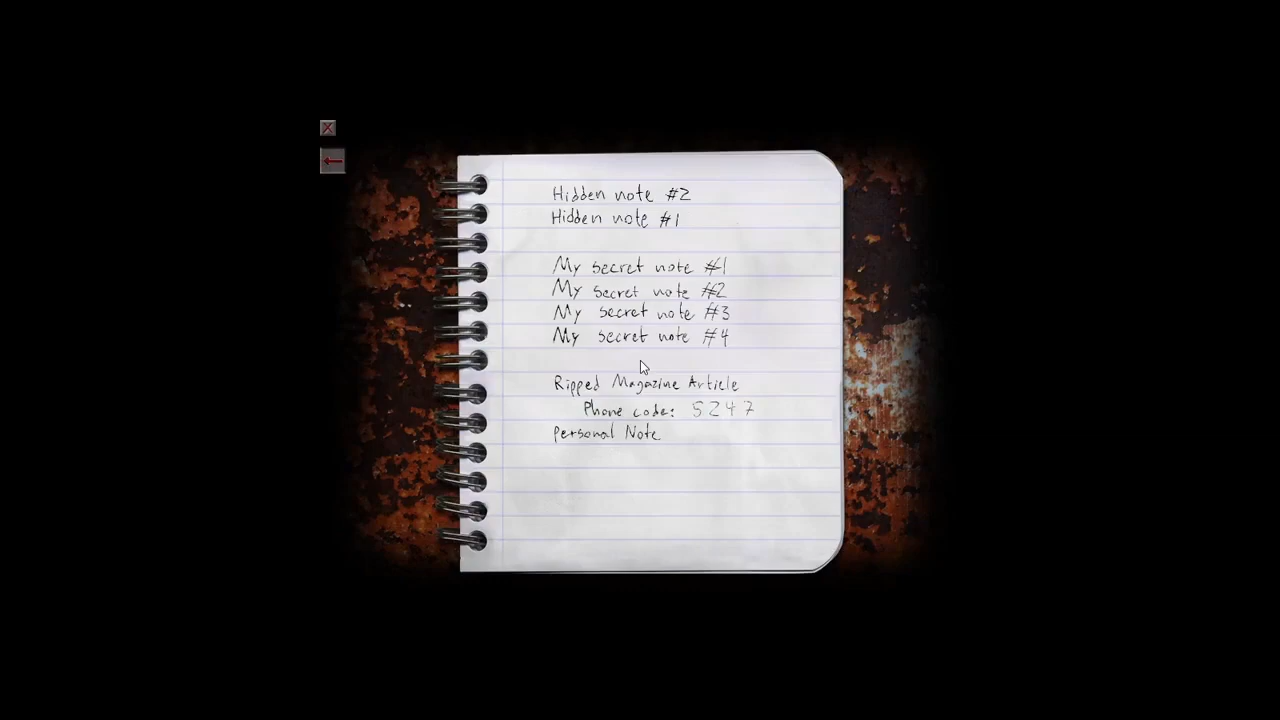 Hidden note #2
Hidden note #1
My secret note #1
My secret note #2
My secret note #3
My secret note #4
Ripped Magazine Article
Phone code: 5247
Personal Note